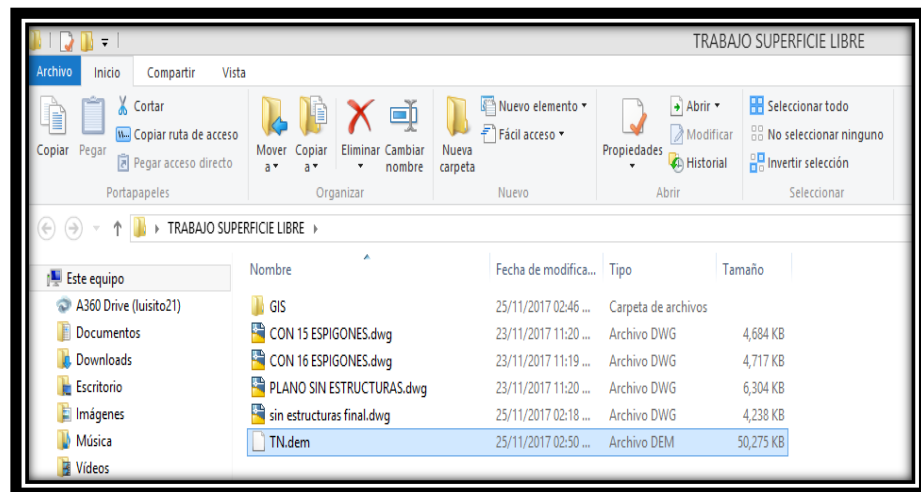 TRABAJO SUPERFICIE LIBRE
Archivo Inicio Compartir Vista
Copiar
Pegar
Cortar
Copiar ruta de acceso
Pegar acceso directo
Portapapeles
Mover a
Copiar a
Eliminar
Cambiar nombre
Organizar
Nueva carpeta
Nuevo elemento
Fácil acceso
Nuevo
Propiedades
Abrir
Modificar
Historial
Abrir
Seleccionar todo
No seleccionar ninguno
Invertir selección
Seleccionar
TRABAJO SUPERFICIE LIBRE
Este equipo
A360 Drive (luisito21)
Documentos
Downloads
Escritorio
Imágenes
Música
Vídeos
Nombre Fecha de modifica... Tipo Tamaño
GIS 25/11/2017 02:46 ... Carpeta de archivos
CON 15 ESPIGONES.dwg 23/11/2017 11:20 ... Archivo DWG 4,684 KB
CON 16 ESPIGONES.dwg 23/11/2017 11:19 ... Archivo DWG 4,717 KB
PLANO SIN ESTRUCTURAS.dwg 23/11/2017 11:20 ... Archivo DWG 6,304 KB
sin estructuras final.dwg 25/11/2017 02:18 ... Archivo DWG 4,238 KB
TN.dem 25/11/2017 02:50 ... Archivo DEM 50,275 KB